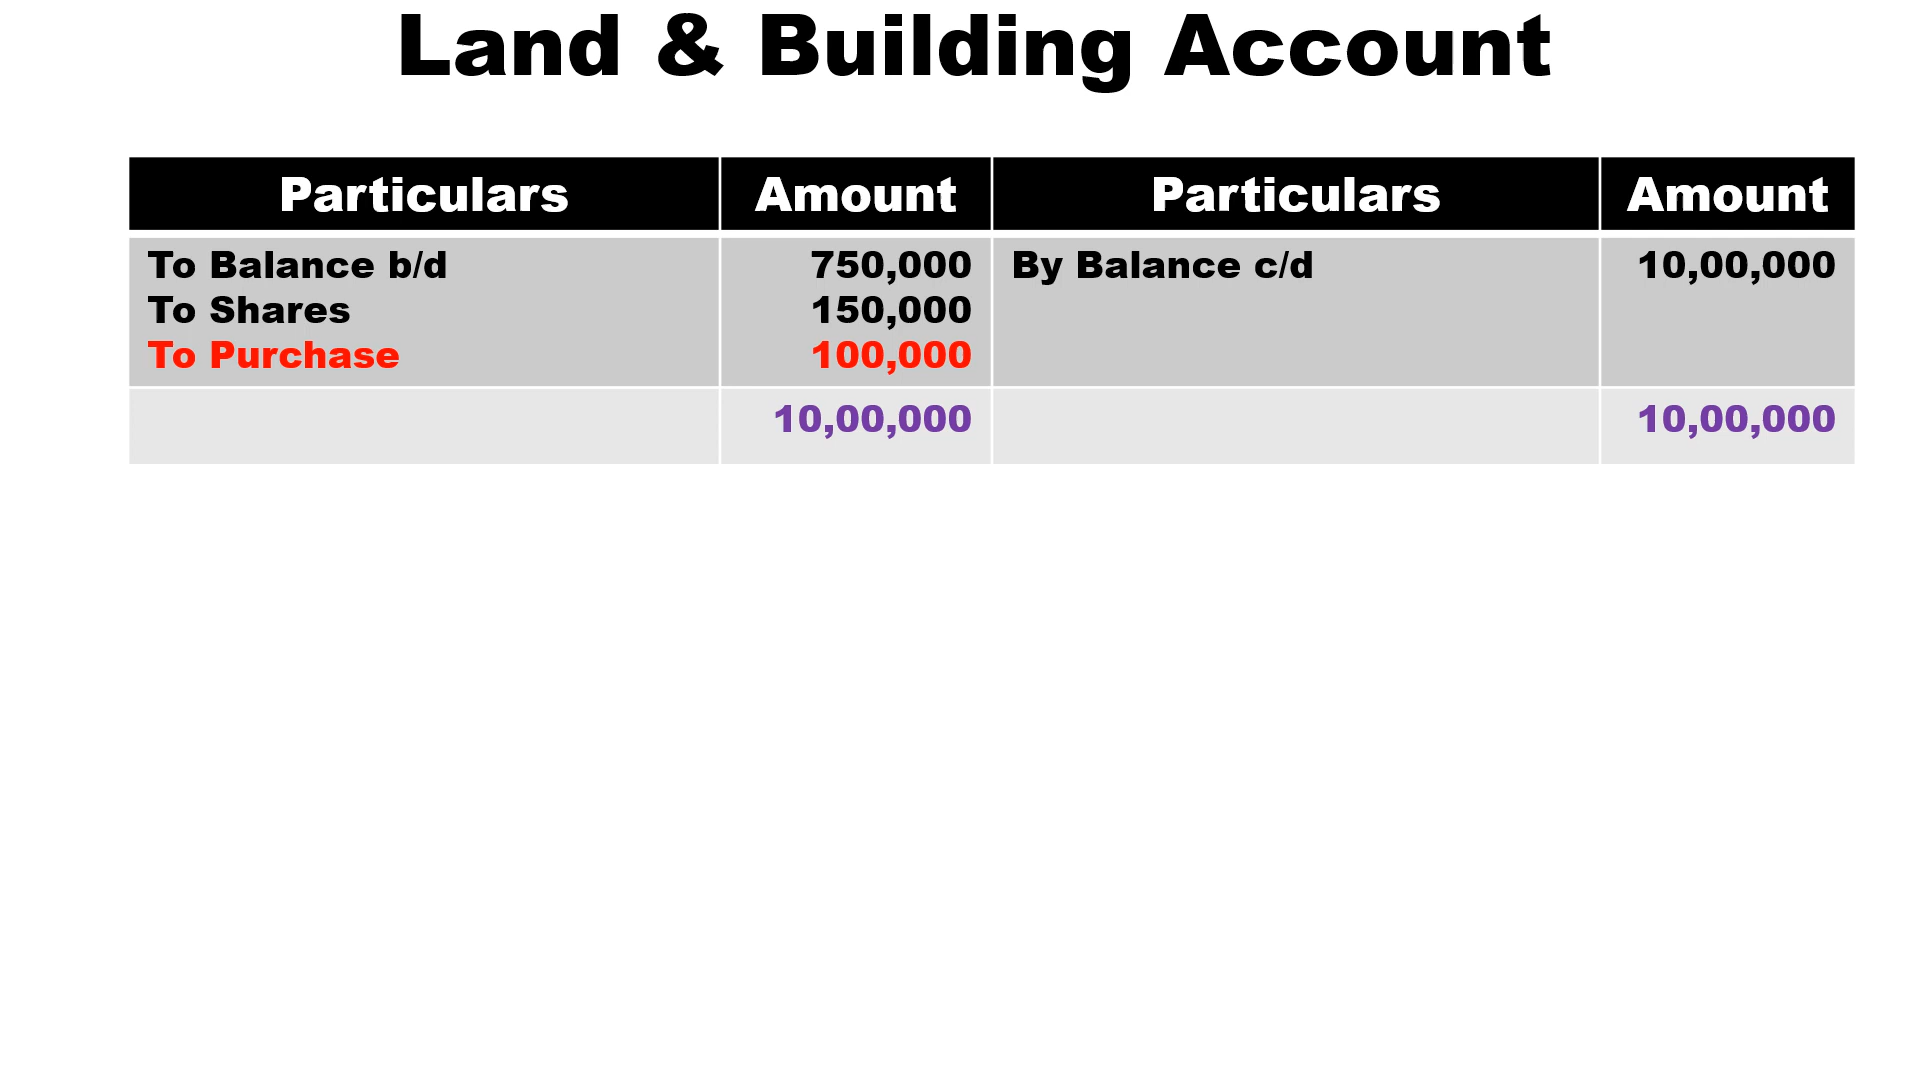 Land & Building Account
Particulars Amount Particulars Amount
To Balance b/d 750,000 By Balance c/d 10,00,000
To Shares 150,000
To Purchase 100,000
10,00,000 10,00,000